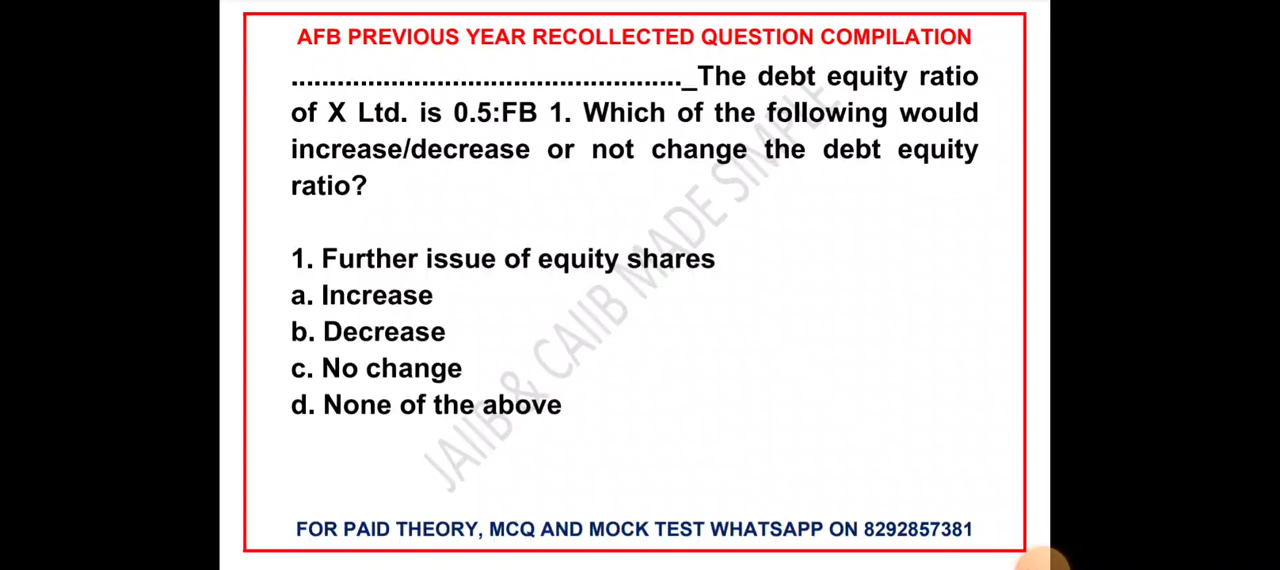 AFB PREVIOUS YEAR RECOLLECTED QUESTION COMPILATION
...................................................._The debt equity ratio
of X Ltd. is 0.5:FB 1. Which of the following would
increase/decrease or not change the debt equity
ratio?
1. Further issue of equity shares
a. Increase
b. Decrease
c. No change
d. None of the above
JAIIB & CAIIB MADE SIMPLE
FOR PAID THEORY, MCQ AND MOCK TEST WHATSAPP ON 8292857381